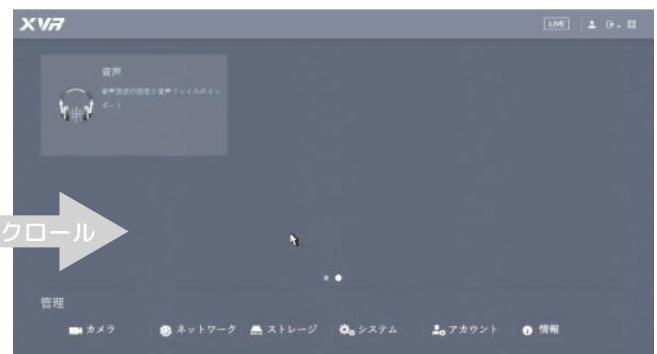 XVR
LIVE
音声
音声放送の設定と音声ファイルのイン
ポート
クロール
管理
カメラ
ネットワーク
ストレージ
システム
アカウント
情報